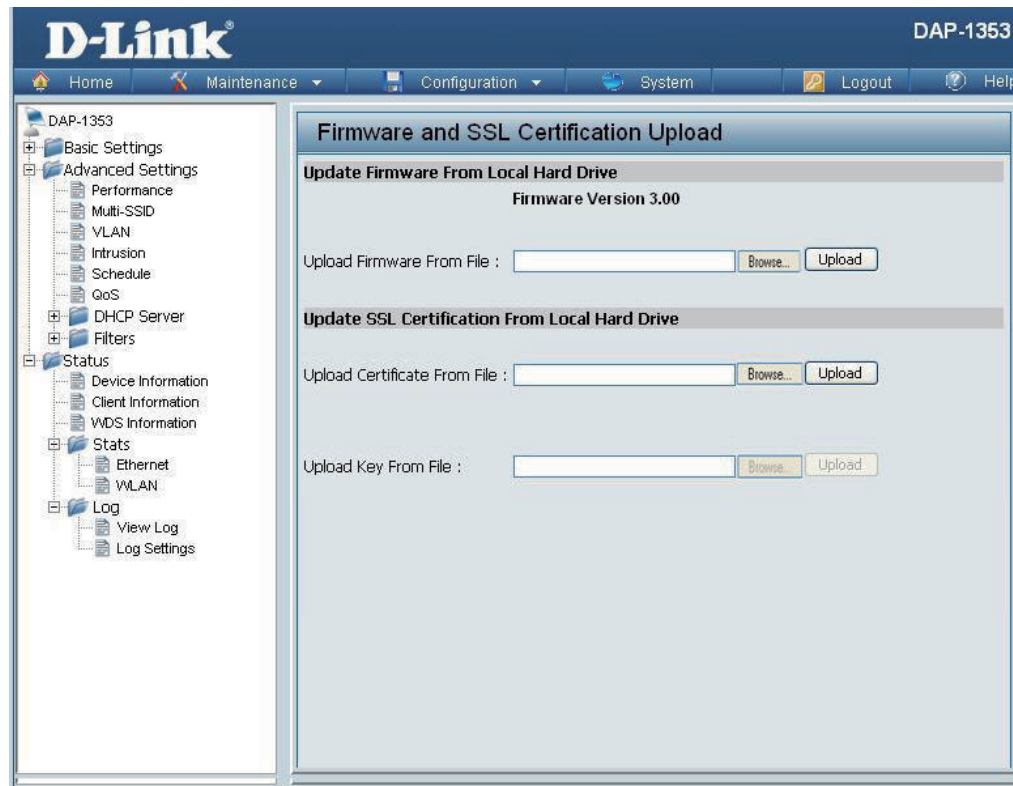 D-Link®
DAP-1353
Home Maintenance Configuration System Logout Help
DAP-1353
Basic Settings
Advanced Settings
Performance
Multi-SSID
VLAN
Intrusion
Schedule
QoS
DHCP Server
Filters
Status
Device Information
Client Information
WDS Information
Stats
Ethernet
WLAN
Log
View Log
Log Settings
Firmware and SSL Certification Upload
Update Firmware From Local Hard Drive
Firmware Version 3.00
Upload Firmware From File : Browse... Upload
Update SSL Certification From Local Hard Drive
Upload Certificate From File : Browse... Upload
Upload Key From File : Browse... Upload